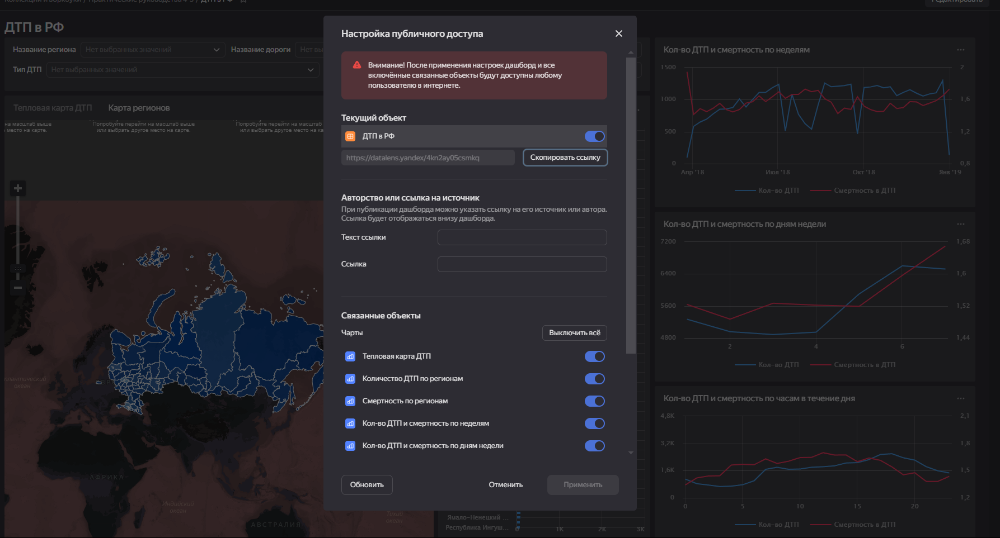 Коллекции и воркбуки / Практические руководства 4-5 / ДТП в РФ
Редактировать
ДТП в РФ
Название региона
Нет выбранных значений
Название дороги
Нет вы
Тип ДТП
Нет выбранных значений
Тепловая карта ДТП
Карта регионов
на масштаб выше
е место на карте.
Попробуйте перейти на масштаб выше
или выбрать другое место на карте.
Попробуйте перейти на масштаб
или выбрать другое место на ка
океан
АФРИКА
Индийский
океан
АВСТРАЛИЯ
Тихий
океан
Настройка публичного доступа
Внимание! После применения настроек дашборд и все
включённые связанные объекты будут доступны любому
пользователю в интернете.
Текущий объект
ДТП в РФ
https://datalens.yandex/4kn2ay05csmkq
Скопировать ссылку
Авторство или ссылка на источник
При публикации дашборда можно указать ссылку на его источник или автора.
Ссылка будет отображаться внизу дашборда.
Текст ссылки
Ссылка
Связанные объекты
Чарты
Выключить всё
Тепловая карта ДТП
Количество ДТП по регионам
Смертность по регионам
Кол-во ДТП и смертность по неделям
Кол-во ДТП и смертность по дням недели
Обновить
Отменить
Применить
Ямало-Ненецкий ...
Республика Ингуш...
0 1K 2K 3K
Кол-во ДТП и смертность по неделям
1500
1000
500
0
2
1,6
1,2
0,8
Апр '18 Июл '18 Окт '18 Янв '19
Кол-во ДТП Смертность в ДТП
Кол-во ДТП и смертность по дням недели
7200
6400
5600
4800
1,68
1,6
1,52
1,44
2 4 6
Кол-во ДТП Смертность в ДТП
Кол-во ДТП и смертность по часам в течение дня
4,8K
3,2K
1,6K
0
2,1
1,8
1,5
1,2
0 5 10 15 20
Кол-во ДТП Смертность в ДТП